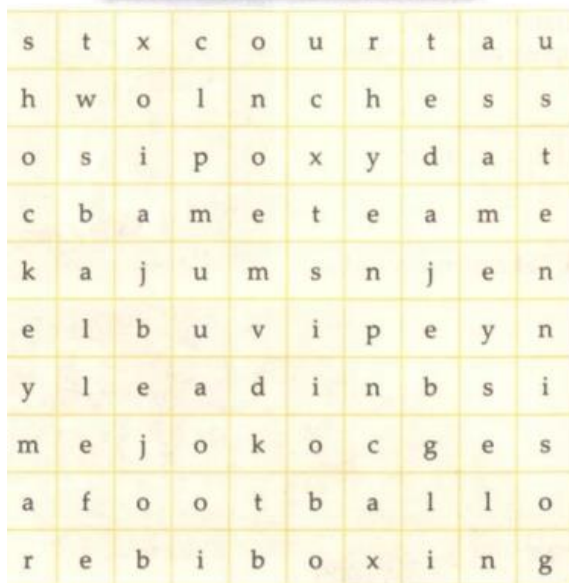 s t x c o u r t a u
h w o l n c h e s s
o s i p o x y d a t
c b a m e t e a m e
k a j u m s n j e n
e l b u v i p e y n
y l e a d i n b s i
m e j o k o c g e s
a f o o t b a l l o
r e b i b o x i n g